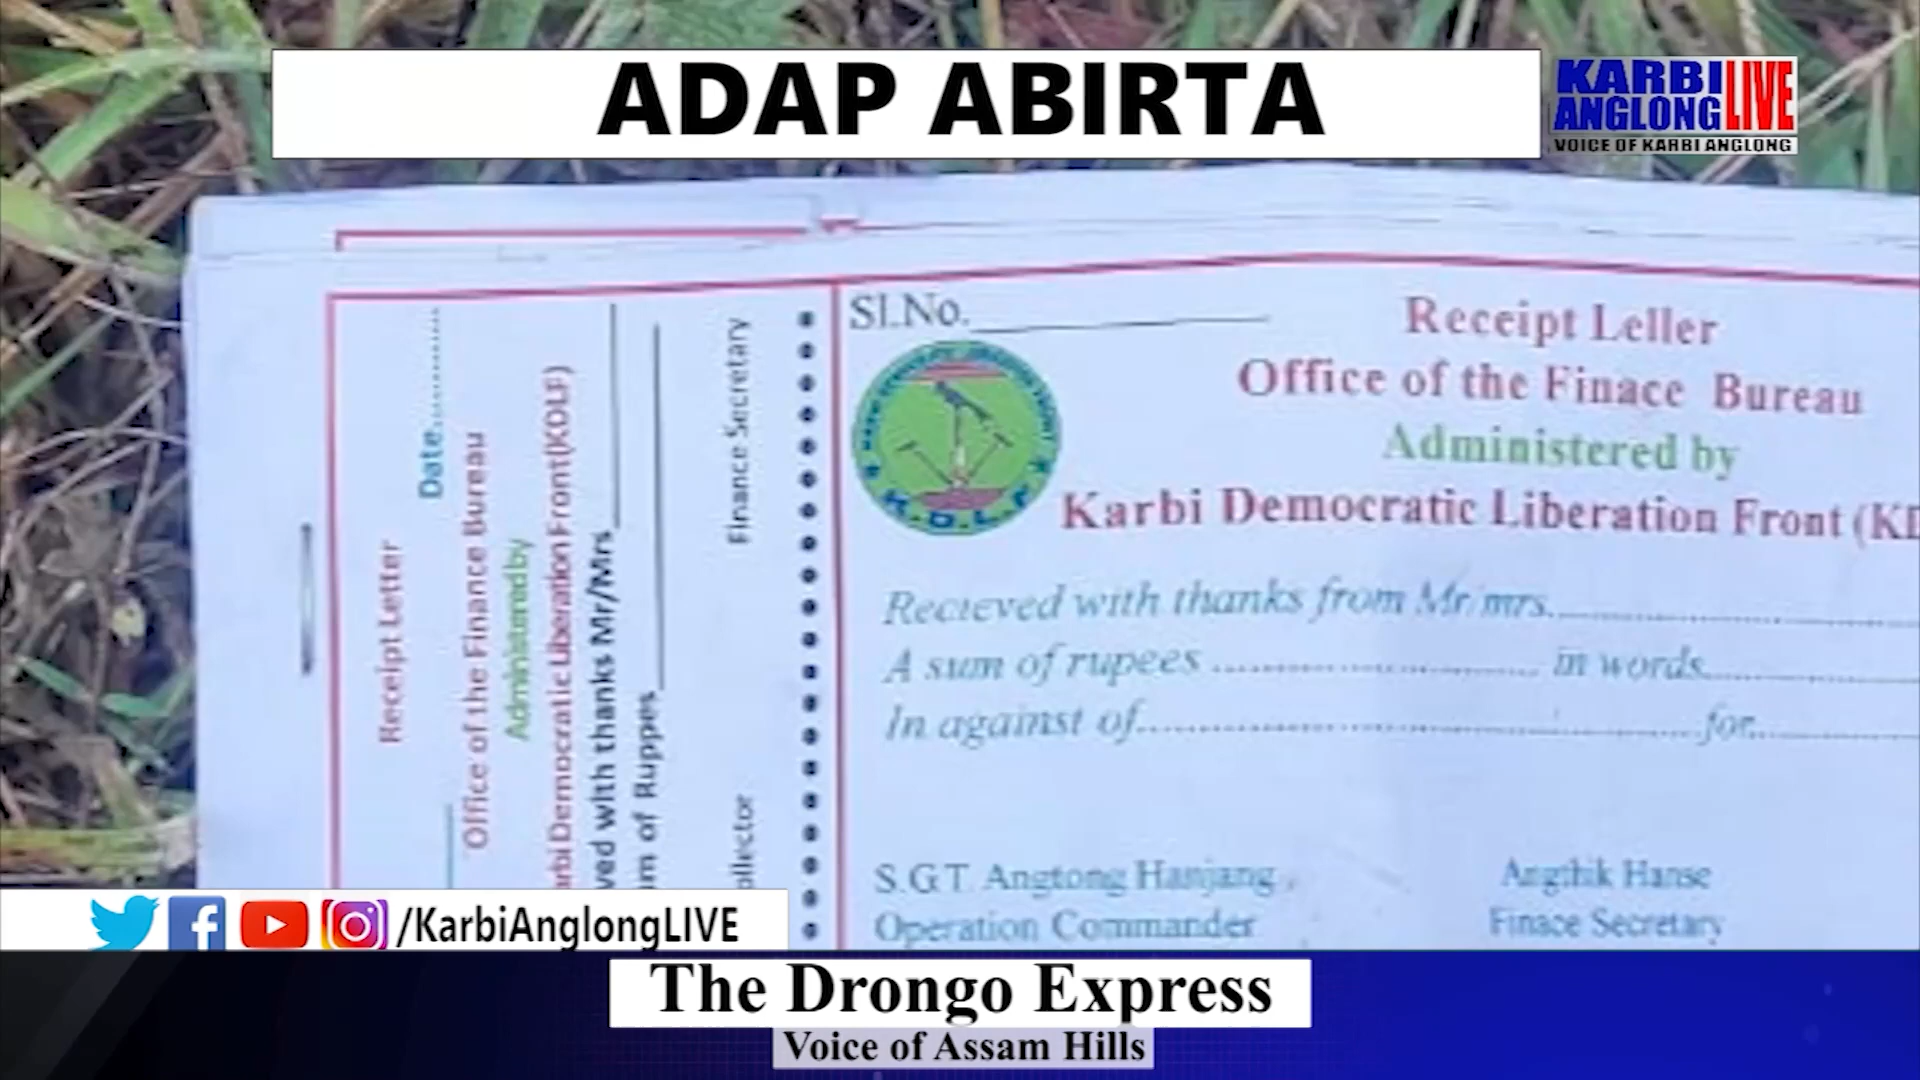 ADAP ABIRTA
KARBI
ANGLONG LIVE
VOICE OF KARBI ANGLONG
Receipt Letter
Date............
Office of the Finance Bureau
Administered by
arbi Democratic Liberation Front(KDLF)
ved with thanks Mr/Mrs
m of Ruppes
Finance Secretary
ollector
Sl.No.
K.D.L.F
Receipt Leller
Office of the Finace Bureau
Administered by
Karbi Democratic Liberation Front (KD
Recieved with thanks from Mr/mrs.
A sum of rupees .................... in words
In against of.................... for
S.G.T. Angtong Hanjang
Operation Commander
Angthik Hanse
Finace Secretary
/KarbiAnglongLIVE
The Drongo Express
Voice of Assam Hills